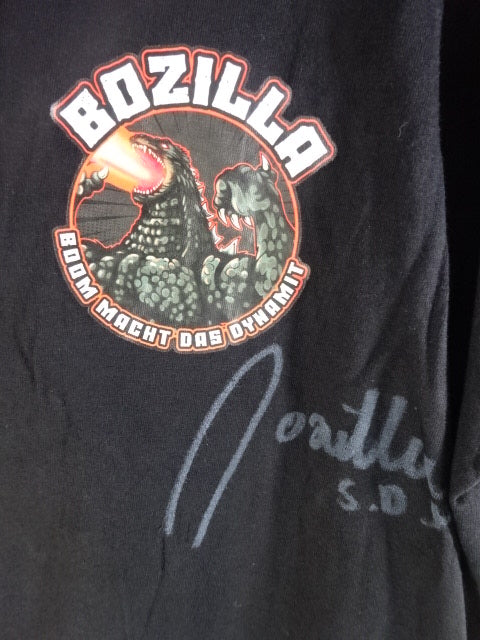 BOZILLA
BOOM MACHT DAS DYNAMIT
S.D.